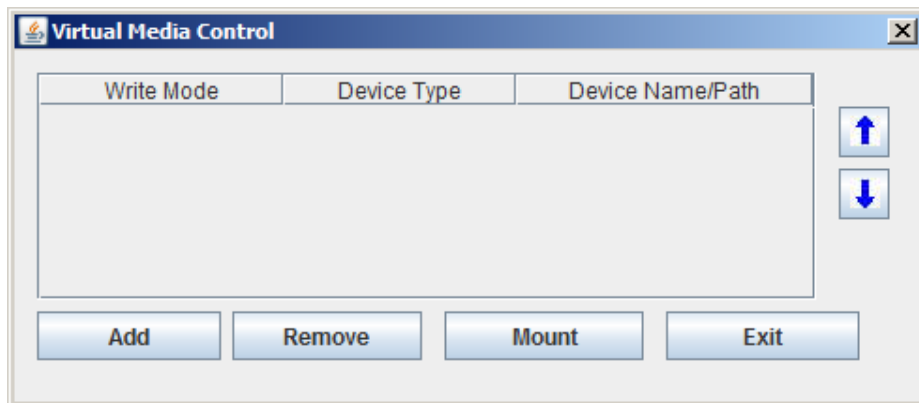 Virtual Media Control
Write Mode Device Type Device Name/Path
Add Remove Mount Exit